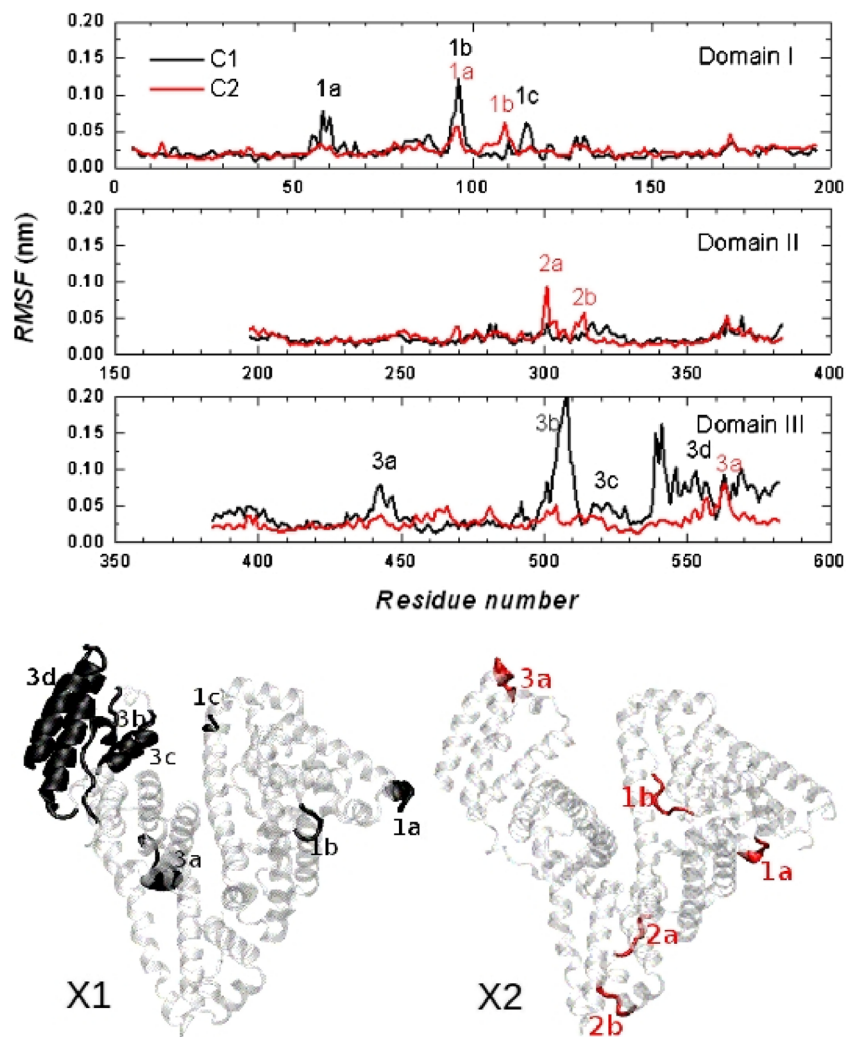 0.20
C1
1b
Domain I
0.15
C2
1a
1a
1b
1c
0.10
0.05
0.00
0
50
100
150
200
0.20
Domain II
0.15
2a
0.10
2b
0.05
0.00
150
200
250
300
350
400
RMSF (nm)
0.20
Domain III
0.15
3b
3a
3c
3d
3a
0.10
0.05
0.00
350
400
450
500
550
600
Residue number
3d
1c
3b
3c
1a
1b
3a
X1
3a
1b
1a
2a
2b
X2